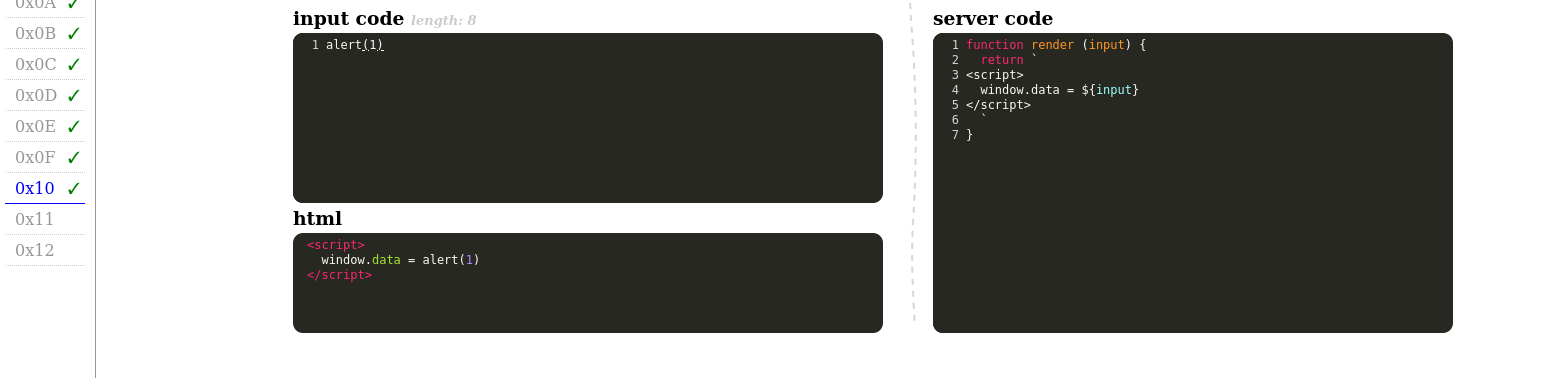 0x0A ✓
0x0B ✓
0x0C ✓
0x0D ✓
0x0E ✓
0x0F ✓
0x10 ✓
0x11
0x12
input code length: 8
1 alert(1)
html
<script>
  window.data = alert(1)
</script>
server code
1 function render (input) {
2   return `
3 <script>
4   window.data = ${input}
5 </script>
6   `
7 }